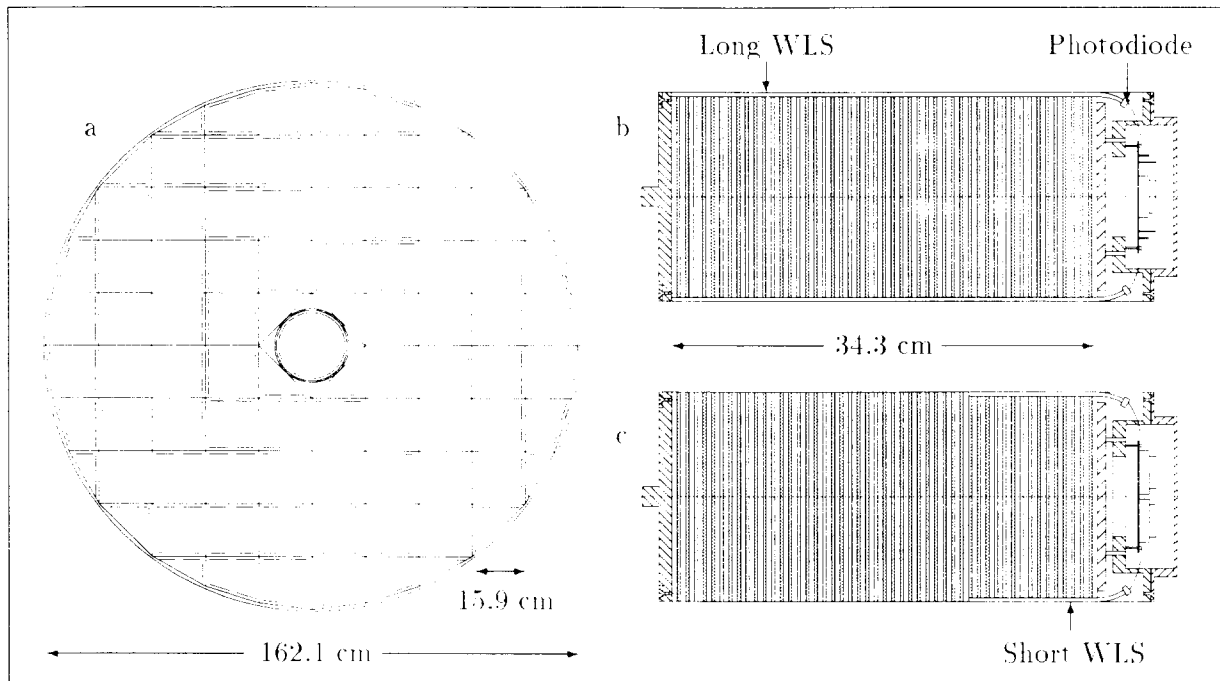 Long WLS
Photodiode
a
b
34.3 cm
c
15.9 cm
162.1 cm
Short WLS